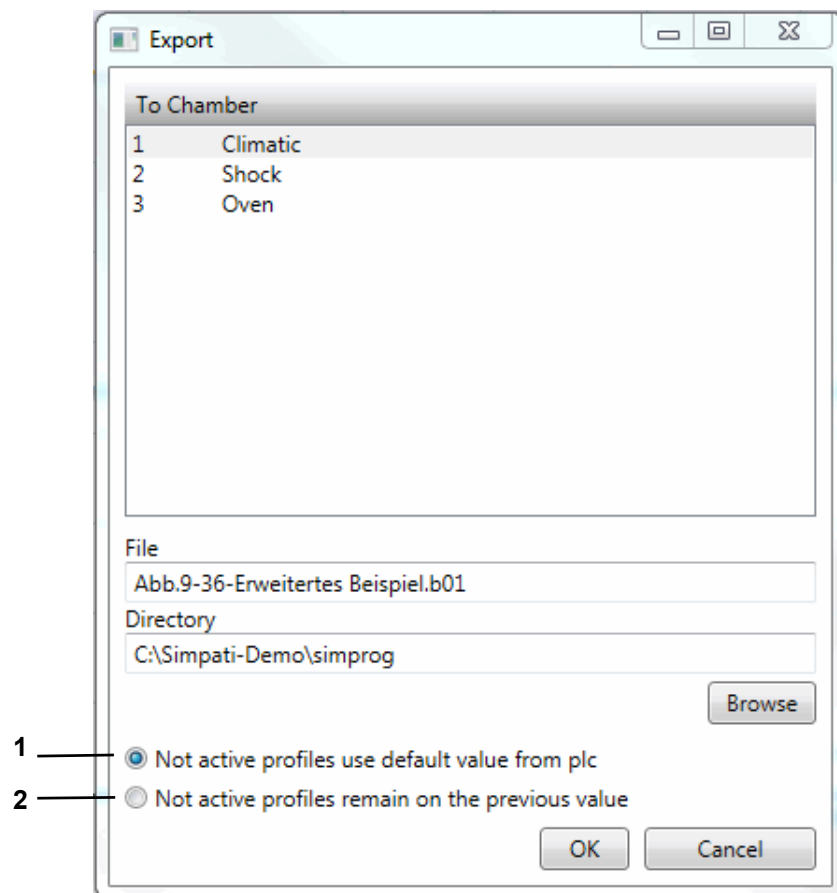 Export
To Chamber
1 Climatic
2 Shock
3 Oven
File
Abb.9-36-Erweitertes Beispiel.b01
Directory
C:\Simpati-Demo\simprog
Browse
1 Not active profiles use default value from plc
2 Not active profiles remain on the previous value
OK Cancel